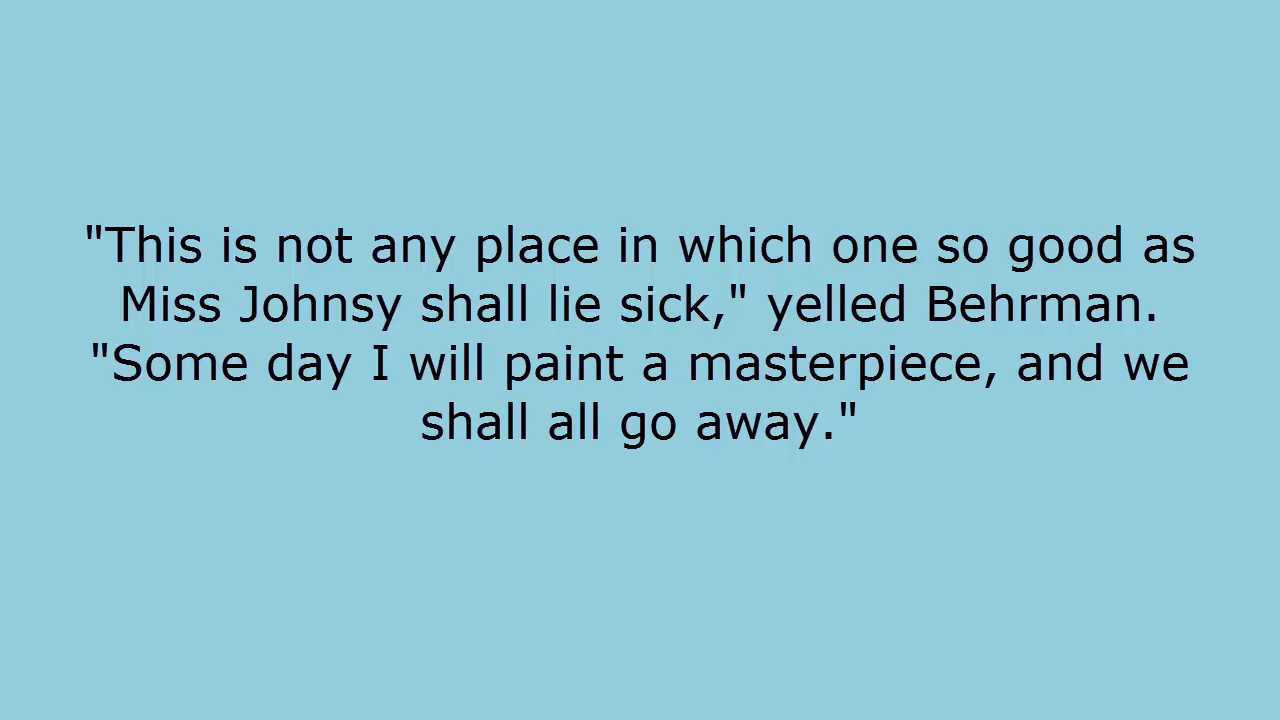 "This is not any place in which one so good as
Miss Johnsy shall lie sick," yelled Behrman.
"Some day I will paint a masterpiece, and we
shall all go away."